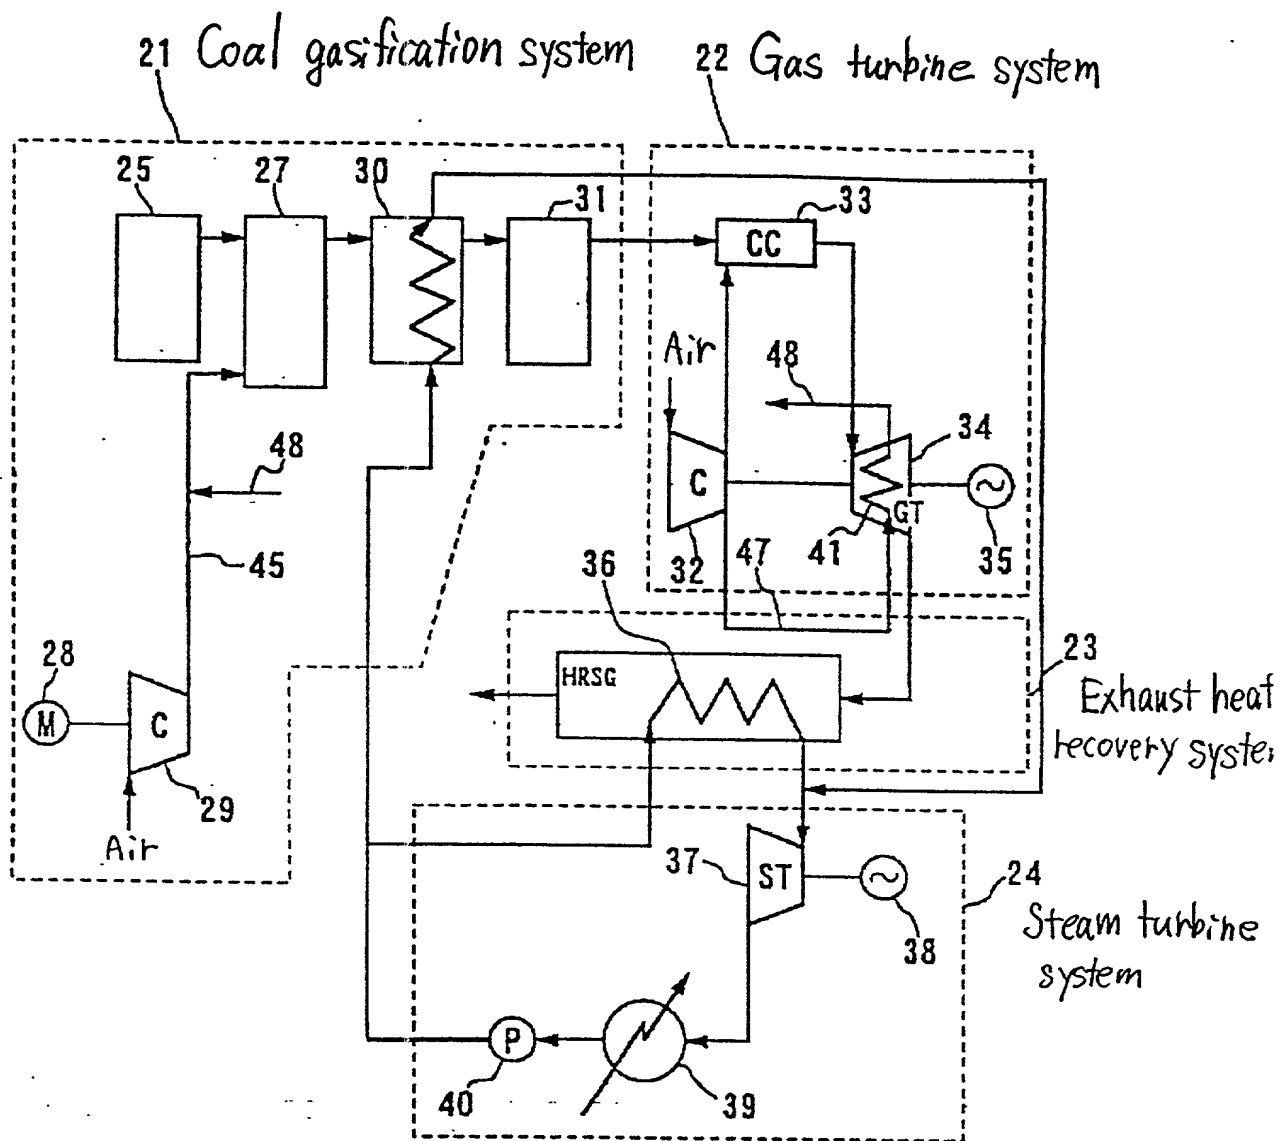 21 Coal gasification system
22 Gas turbine system
25
27
30
31
33
CC
Air
48
34
C
GT
41
35
32
47
48
45
36
28
M
C
29
Air
HRSG
23
Exhaust heat
recovery system
37
ST
38
24
Steam turbine
system
P
40
39